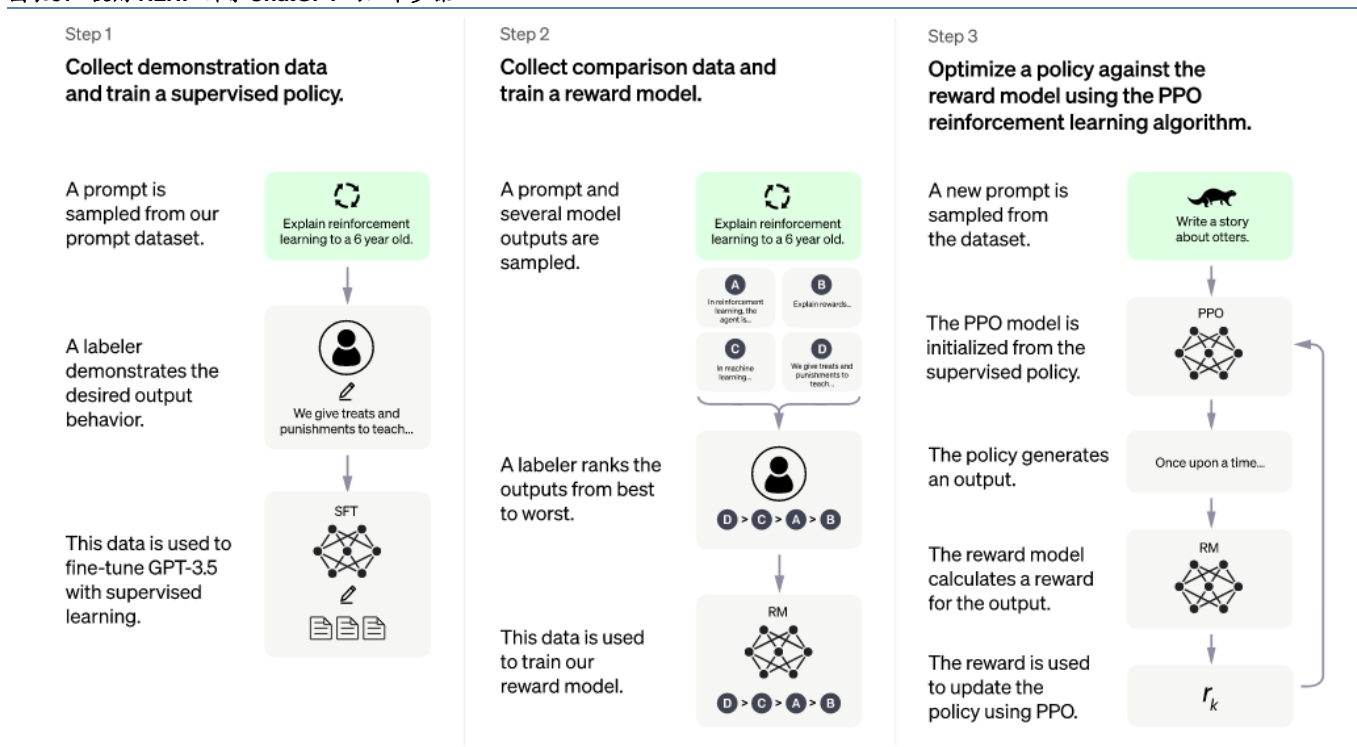 Step 1
Collect demonstration data
and train a supervised policy.
A prompt is
sampled from our
prompt dataset.
Explain reinforcement
learning to a 6 year old.
A labeler
demonstrates the
desired output
behavior.
We give treats and
punishments to teach...
This data is used to
fine-tune GPT-3.5
with supervised
learning.
SFT
Step 2
Collect comparison data and
train a reward model.
A prompt and
several model
outputs are
sampled.
Explain reinforcement
learning to a 6 year old.
A
In reinforcement
learning, the
agent is...
B
Explain rewards...
C
In machine
learning...
D
We give treats and
punishments to
teach...
A labeler ranks the
outputs from best
to worst.
D > C > A > B
This data is used
to train our
reward model.
RM
D > C > A > B
Step 3
Optimize a policy against the
reward model using the PPO
reinforcement learning algorithm.
A new prompt is
sampled from
the dataset.
Write a story
about otters.
The PPO model is
initialized from the
supervised policy.
PPO
The policy generates
an output.
Once upon a time...
The reward model
calculates a reward
for the output.
RM
The reward is used
to update the
policy using PPO.
rk